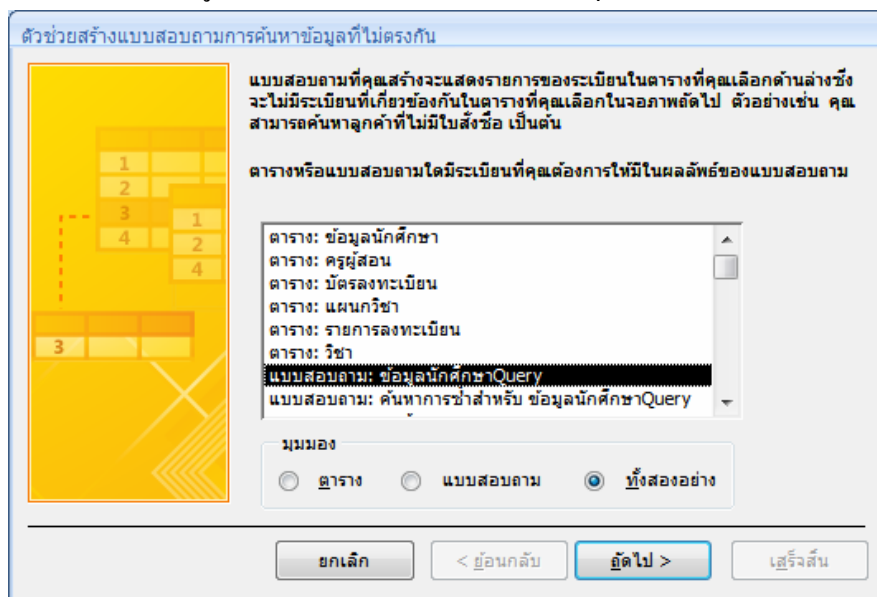 ตัวช่วยสร้างแบบสอบถามการค้นหาข้อมูลที่ไม่ตรงกัน
แบบสอบถามที่คุณสร้างจะแสดงรายการของระเบียนในตารางที่คุณเลือกด้านล่างซึ่ง
จะไม่มีระเบียนที่เกี่ยวข้องกันในตารางที่คุณเลือกในจอภาพถัดไป ตัวอย่างเช่น คุณ
สามารถค้นหาลูกค้าที่ไม่มีใบสั่งซื้อ เป็นต้น
ตารางหรือแบบสอบถามใดมีระเบียนที่คุณต้องการให้มีในผลลัพธ์ของแบบสอบถาม
1
2
3
4
1
2
4
3
ตาราง: ข้อมูลนักศึกษา
ตาราง: ครูผู้สอน
ตาราง: บัตรลงทะเบียน
ตาราง: แผนกวิชา
ตาราง: รายการลงทะเบียน
ตาราง: วิชา
แบบสอบถาม: ข้อมูลนักศึกษาQuery
แบบสอบถาม: ค้นหาการซ้ำสำหรับ ข้อมูลนักศึกษาQuery
มุมมอง
ตาราง แบบสอบถาม ทั้งสองอย่าง
ยกเลิก < ย้อนกลับ ถัดไป > เสร็จสิ้น